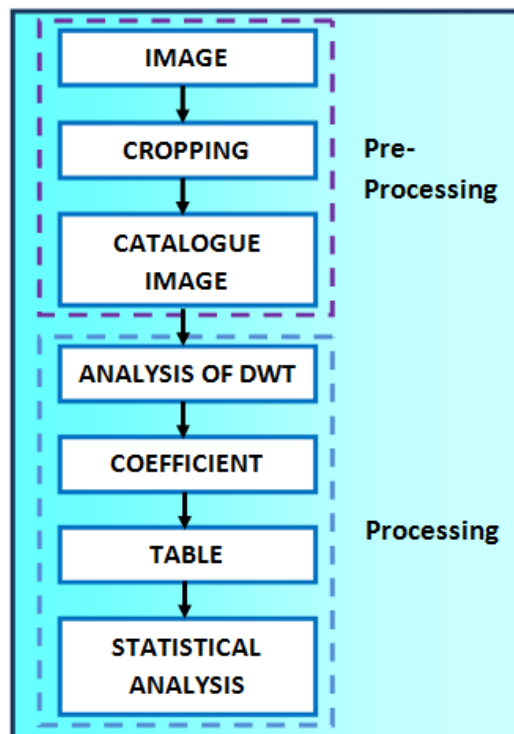 IMAGE
CROPPING
CATALOGUE
IMAGE
Pre-
Processing
ANALYSIS OF DWT
COEFFICIENT
TABLE
STATISTICAL
ANALYSIS
Processing